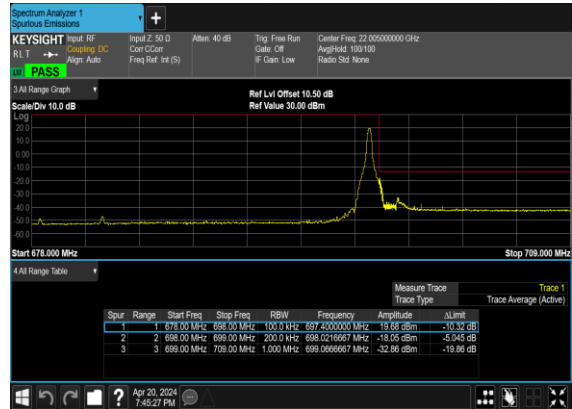 Spectrum Analyzer 1
Spurious Emissions
+
KEYSIGHT Input: RF Input Z: 50 Ω Atten: 40 dB Trig: Free Run Center Freq: 22.005000000 GHz
RLT Coupling: DC Corr CCorr Gate: Off Avg|Hold: 100/100
Align: Auto Freq Ref: Int (S) IF Gain: Low Radio Std: None
PASS
3 All Range Graph
Ref Lvl Offset 10.50 dB
Scale/Div 10.0 dB Ref Value 30.00 dBm
Log
20.0
10.0
0.00
-10.0
-20.0
-30.0
-40.0
-50.0
-60.0
Start 678.000 MHz Stop 709.000 MHz
4 All Range Table
Measure Trace Trace 1
Trace Type Trace Average (Active)
Spur Range Start Freq Stop Freq RBW Frequency Amplitude ΔLimit
1 1 678.00 MHz 698.00 MHz 100.0 kHz 697.4000000 MHz 19.68 dBm -10.32 dB
2 2 698.00 MHz 699.00 MHz 200.0 kHz 698.0216667 MHz -18.05 dBm -5.045 dB
3 3 699.00 MHz 709.00 MHz 1.000 MHz 699.0666667 MHz -32.86 dBm -19.86 dB
? Apr 20, 2024
7:45:27 PM